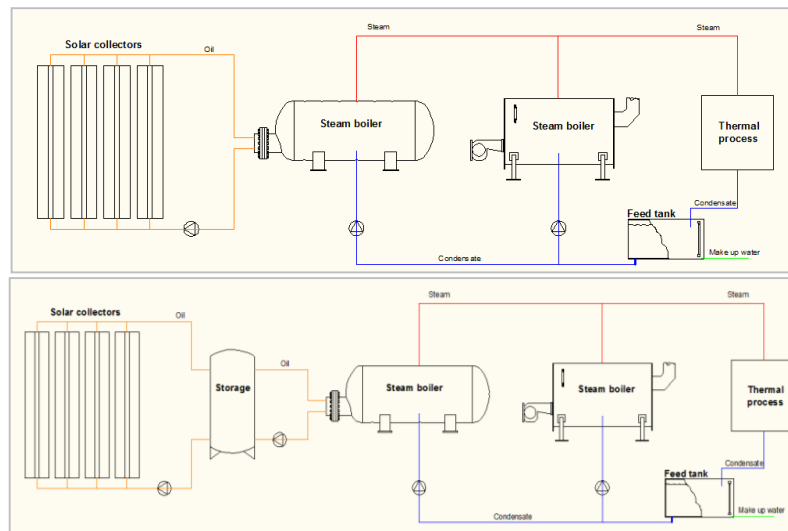 Solar collectors
Oil
Steam
Steam
Steam boiler
Steam boiler
Thermal
process
Condensate
Feed tank
Make up water
Condensate
Steam
Steam
Solar collectors
Oil
Oil
Storage
Steam boiler
Steam boiler
Thermal
process
Condensate
Feed tank
Make up water
Condensate